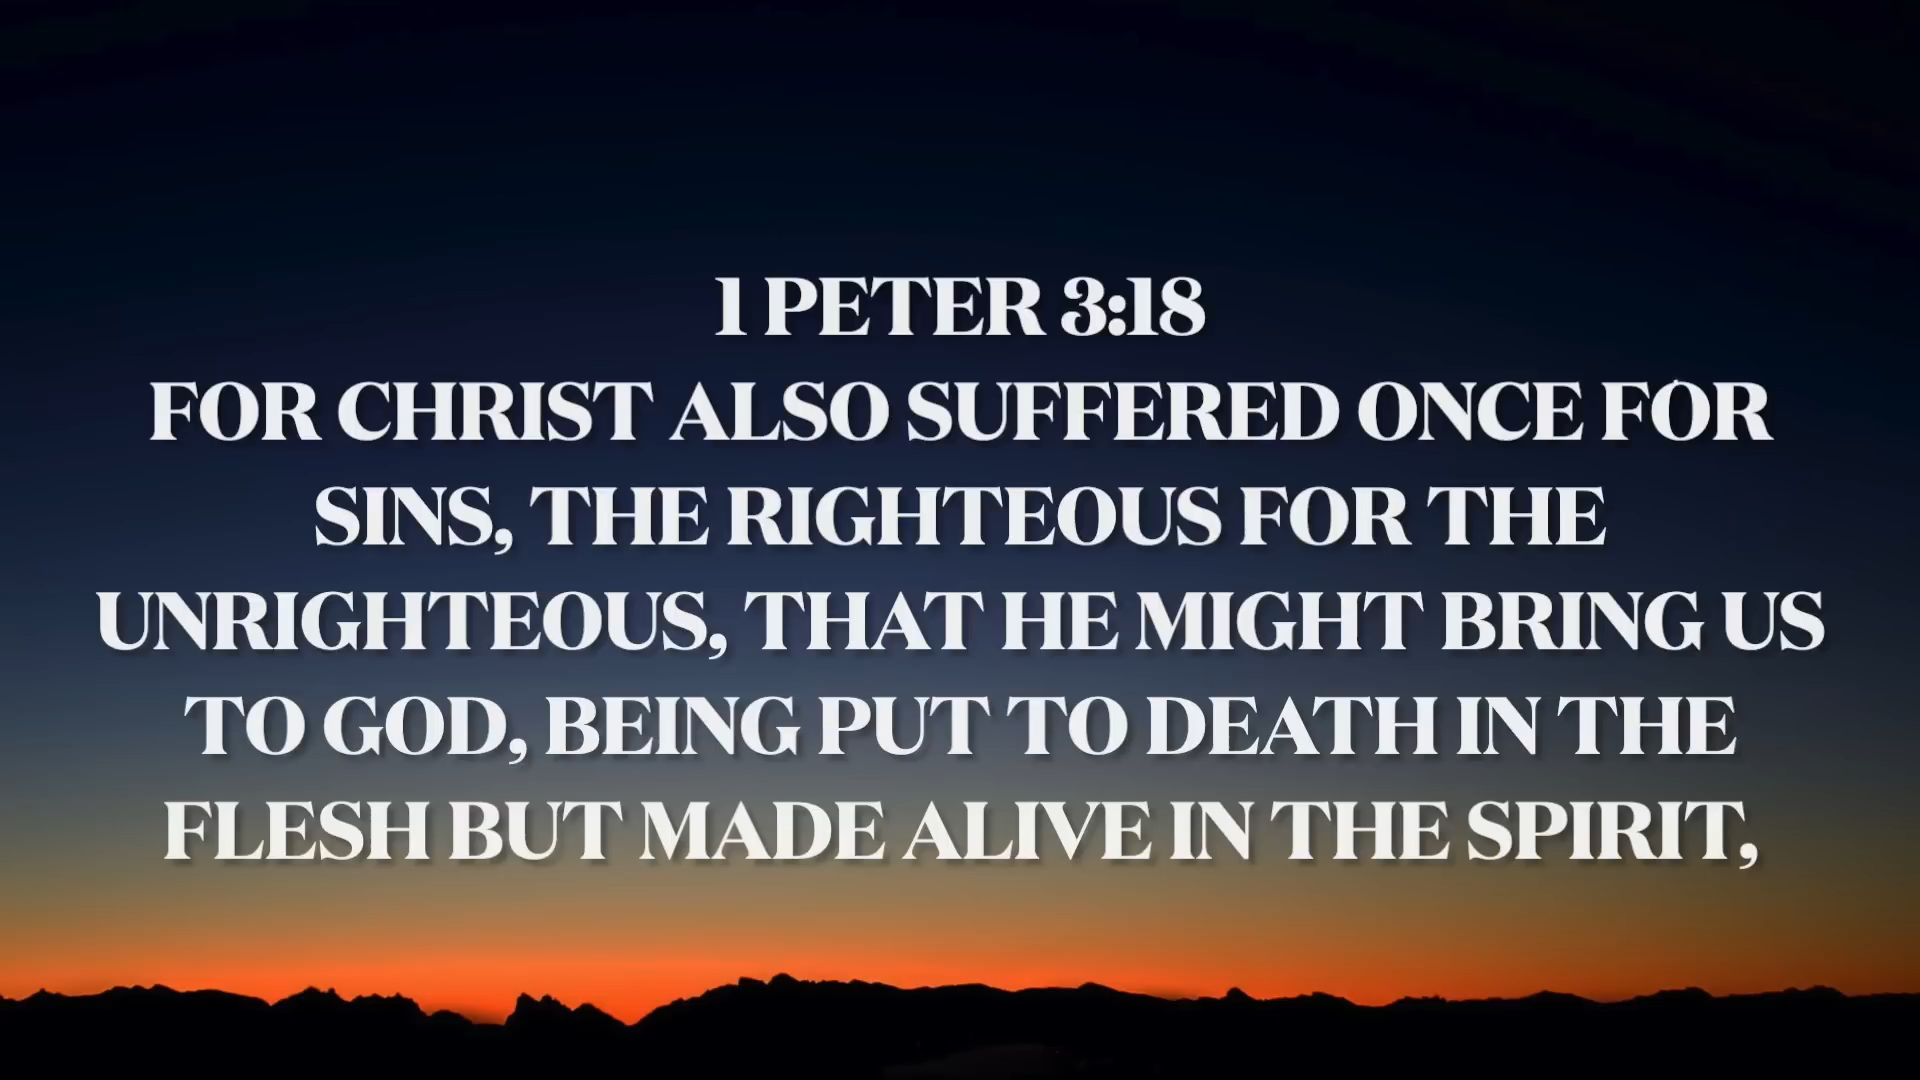 1 PETER 3:18
FOR CHRIST ALSO SUFFERED ONCE FOR
SINS, THE RIGHTEOUS FOR THE
UNRIGHTEOUS, THAT HE MIGHT BRING US
TO GOD, BEING PUT TO DEATH IN THE
FLESH BUT MADE ALIVE IN THE SPIRIT,